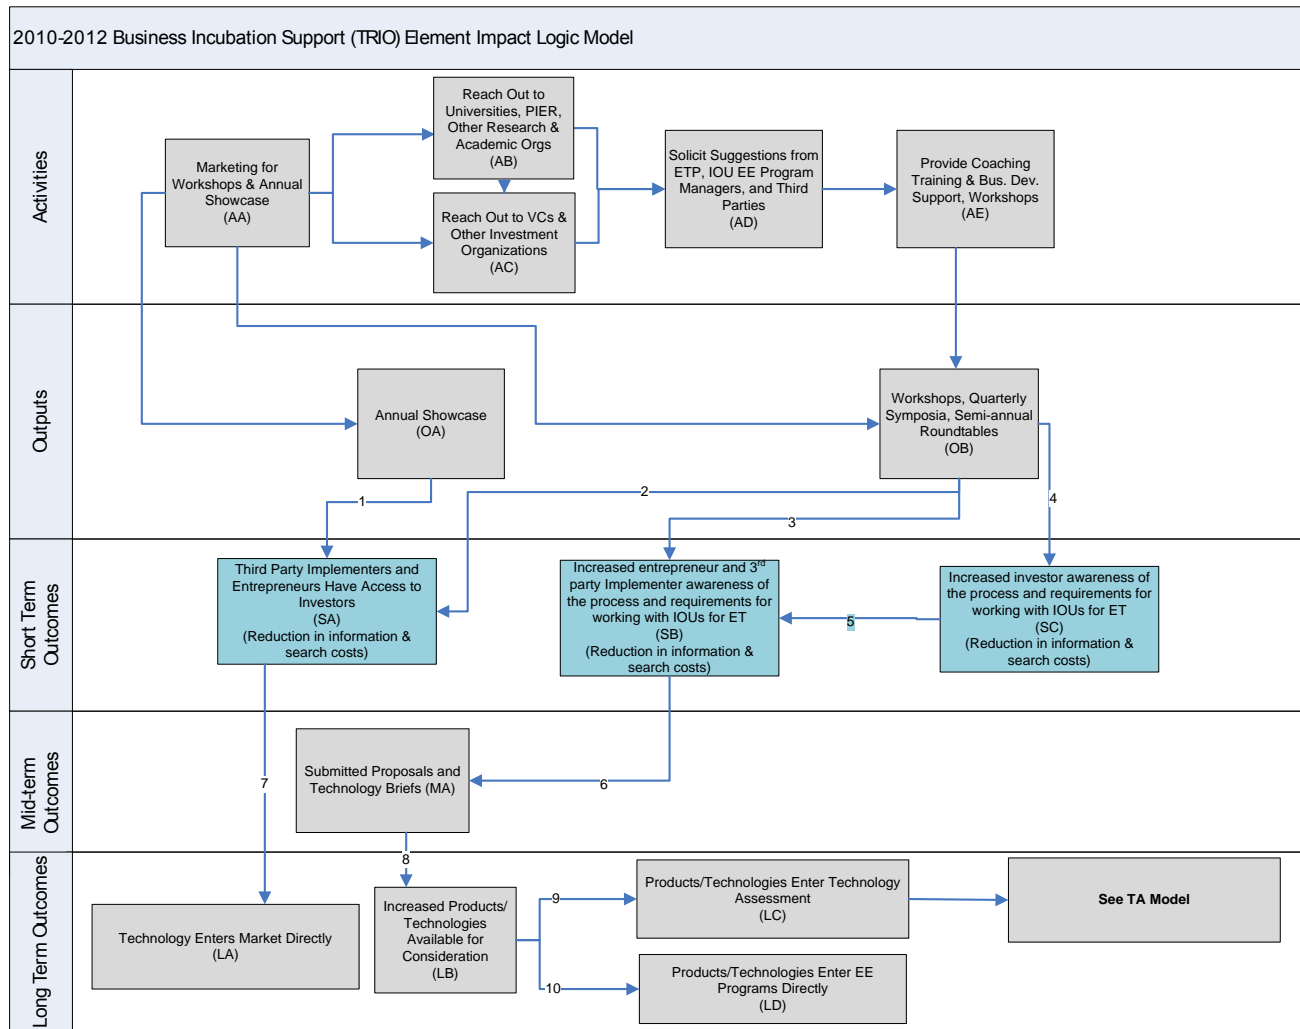 2010-2012 Business Incubation Support (TRIO) Element Impact Logic Model
Activities
Marketing for
Workshops & Annual
Showcase
(AA)
Reach Out to
Universities, PIER,
Other Research &
Academic Orgs
(AB)
Reach Out to VCs &
Other Investment
Organizations
(AC)
Solicit Suggestions from
ETP, IOU EE Program
Managers, and Third
Parties
(AD)
Provide Coaching
Training & Bus. Dev.
Support, Workshops
(AE)
Outputs
Annual Showcase
(OA)
Workshops, Quarterly
Symposia, Semi-annual
Roundtables
(OB)
1
2
3
4
Short Term
Outcomes
Third Party Implementers and
Entrepreneurs Have Access to
Investors
(SA)
(Reduction in information &
search costs)
Increased entrepreneur and 3rd
party Implementer awareness of
the process and requirements for
working with IOUs for ET
(SB)
(Reduction in information &
search costs)
5
Increased investor awareness of
the process and requirements for
working with IOUs for ET
(SC)
(Reduction in information &
search costs)
Mid-term
Outcomes
7
Submitted Proposals and
Technology Briefs (MA)
6
Long Term Outcomes
8
Technology Enters Market Directly
(LA)
Increased Products/
Technologies
Available for
Consideration
(LB)
9
10
Products/Technologies Enter Technology
Assessment
(LC)
Products/Technologies Enter EE
Programs Directly
(LD)
See TA Model